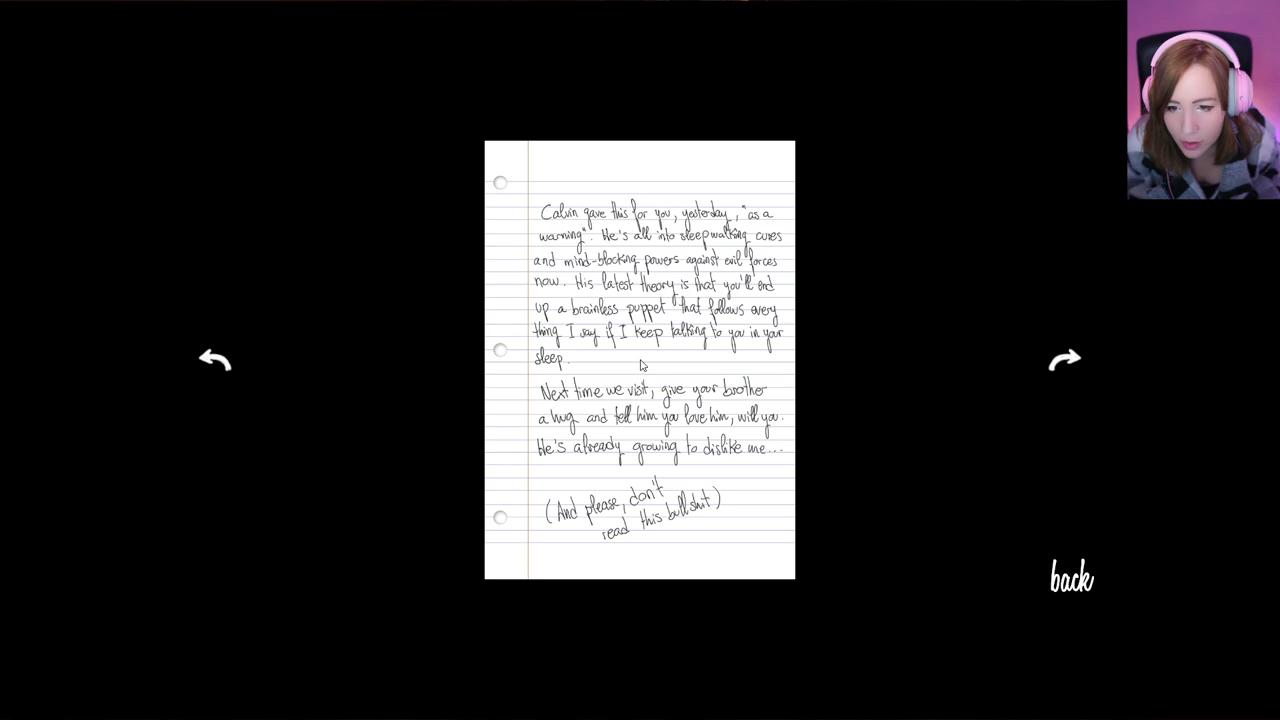 Calvin gave this for you, yesterday, "as a
warning". He's all into sleepwalking cures
and mind-blocking powers against evil forces
now. His latest theory is that you'll end
up a brainless puppet that follows every
thing I say if I keep talking to you in your
sleep.
Next time we visit, give your brother
a hug and tell him you love him, will you.
He's already growing to dislike me...
(And please, don't
read this bullshit)
back